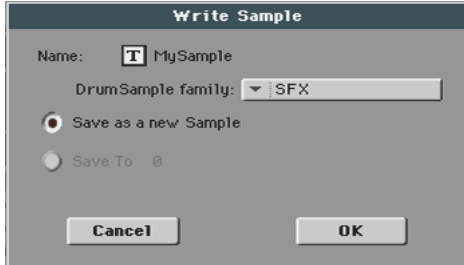 Write Sample
Name: T MySample
DrumSample family: SFX
Save as a new Sample
Save To 0
Cancel OK